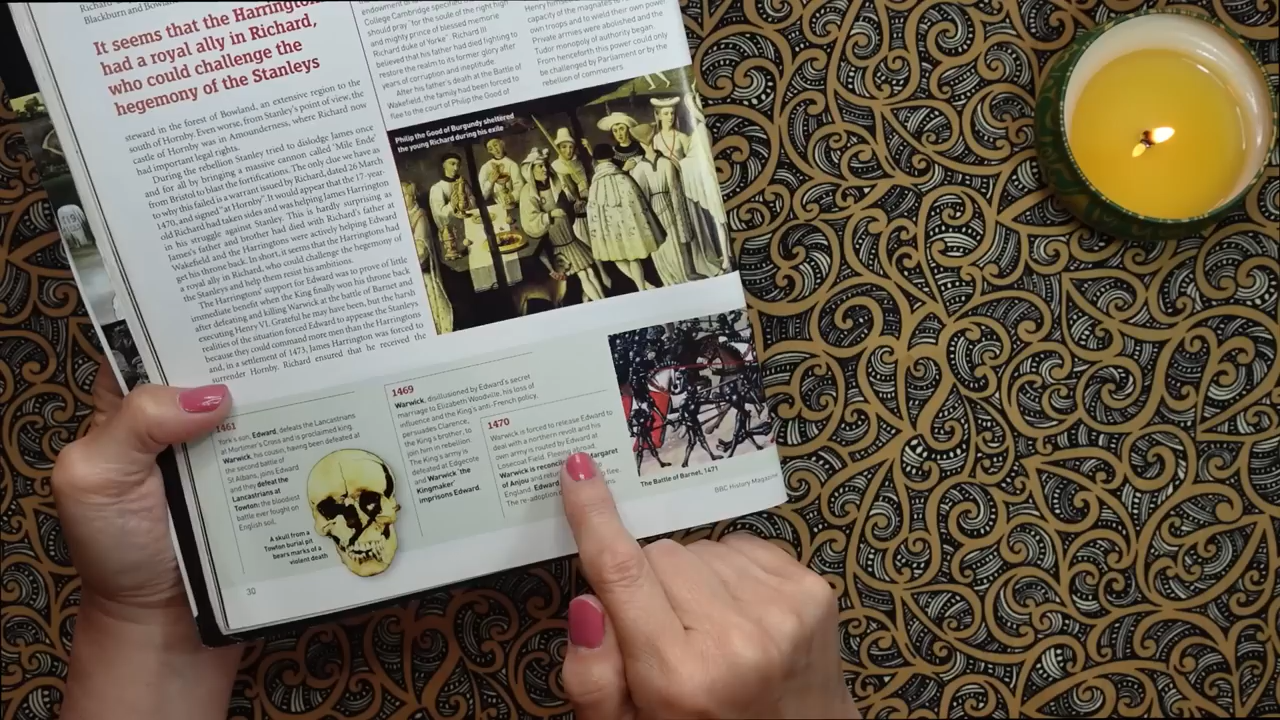 Richard
Blackburn and Bowla
It seems that the Harringto
had a royal ally in Richard,
who could challenge the
hegemony of the Stanleys
steward in the forest of Bowland, an extensive region to the
south of Hornby. Even worse, from Stanley's point of view, the
castle of Hornby was in Amounderness, where Richard now
had important legal rights.
During the rebellion Stanley tried to dislodge James once
and for all by bringing a massive cannon called 'Mile Ende'
from Bristol to blast the fortifications. The only clue we have as
to why this failed is a warrant issued by Richard, dated 26 March
1470, and signed "at Hornby". It would appear that the 17-year-
old Richard had taken sides and was helping James Harrington
in his struggle against Stanley. This is hardly surprising as
James's father and brother had died with Richard's father at
Wakefield and the Harringtons were actively helping Edward
get his throne back. In short, it seems that the Harringtons had
a royal ally in Richard, who could challenge the hegemony of
the Stanleys and help them resist his ambitions.
The Harringtons' support for Edward was to prove of little
immediate benefit when the King finally won his throne back
after defeating and killing Warwick at the battle of Barnet and
executing Henry VI. Grateful he may have been, but the harsh
realities of the situation forced Edward to appease the Stanleys
because they could command more men than the Harringtons
and, in a settlement of 1473, James Harrington was forced to
surrender Hornby. Richard ensured that he received the
endowment
College Cambridge specified
should pray "for the soule of the right high
and mighty prince of blessed memorie
Richard duke of Yorke". Richard III
believed that his father had died fighting to
restore the realm to its former glory after
years of corruption and ineptitude.
After his father's death at the Battle of
Wakefield, the family had been forced to
flee to the court of Philip the Good of
Henry him
capacity of the magnates to
own troops and to wield their own power
Private armies were abolished and the
Tudor monopoly of authority began.
From henceforth this power could only
be challenged by Parliament or by the
rebellion of commoners.
Philip the Good of Burgundy sheltered
the young Richard during his exile
1461
York's son, Edward, defeats the Lancastrians
at Mortimer's Cross and is proclaimed king.
Warwick, his cousin, having been defeated at
the second battle of
St Albans, joins Edward
and they defeat the
Lancastrians at
Towton: the bloodiest
battle ever fought on
English soil.
A skull from a
Towton burial pit
bears marks of a
violent death
1469
Warwick, disillusioned by Edward's secret
marriage to Elizabeth Woodville, his loss of
influence and the King's anti-French policy,
persuades Clarence,
the King's brother, to
join him in rebellion.
The King's army is
defeated at Edgecote
and Warwick 'the
Kingmaker'
imprisons Edward.
1470
Warwick is forced to release Edward to
deal with a northern revolt and his
own army is routed by Edward at
Losecoat Field. Fleeing abroad,
Warwick is reconc Margaret
of Anjou and retu
England. Edward flee.
The re-adoption
The Battle of Barnet, 1471
BBC History Magazine
30